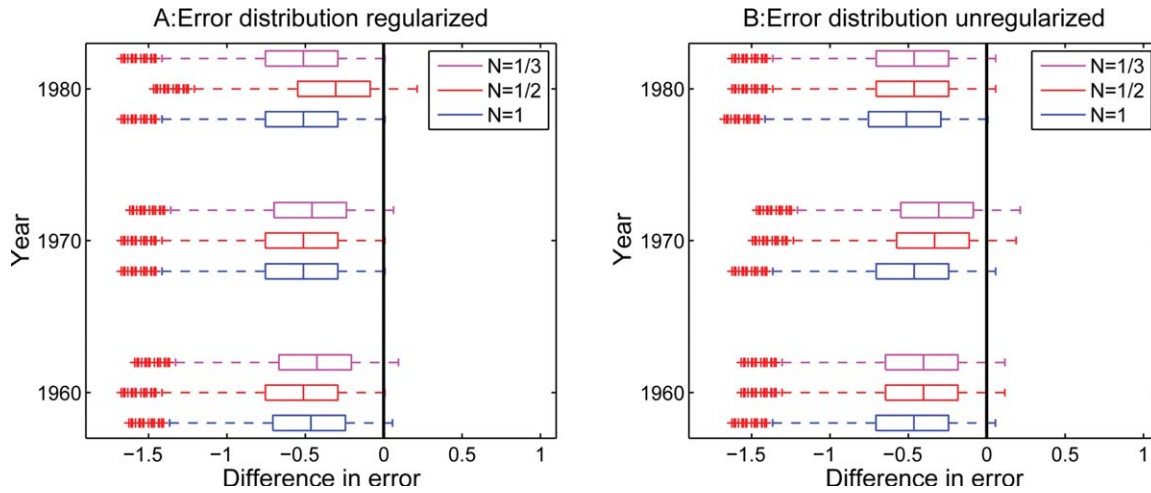 A:Error distribution regularized
N=1/3
N=1/2
N=1
1980
1970
1960
Year
−1.5 −1 −0.5 0 0.5 1
Difference in error
B:Error distribution unregularized
N=1/3
N=1/2
N=1
1980
1970
1960
Year
−1.5 −1 −0.5 0 0.5 1
Difference in error